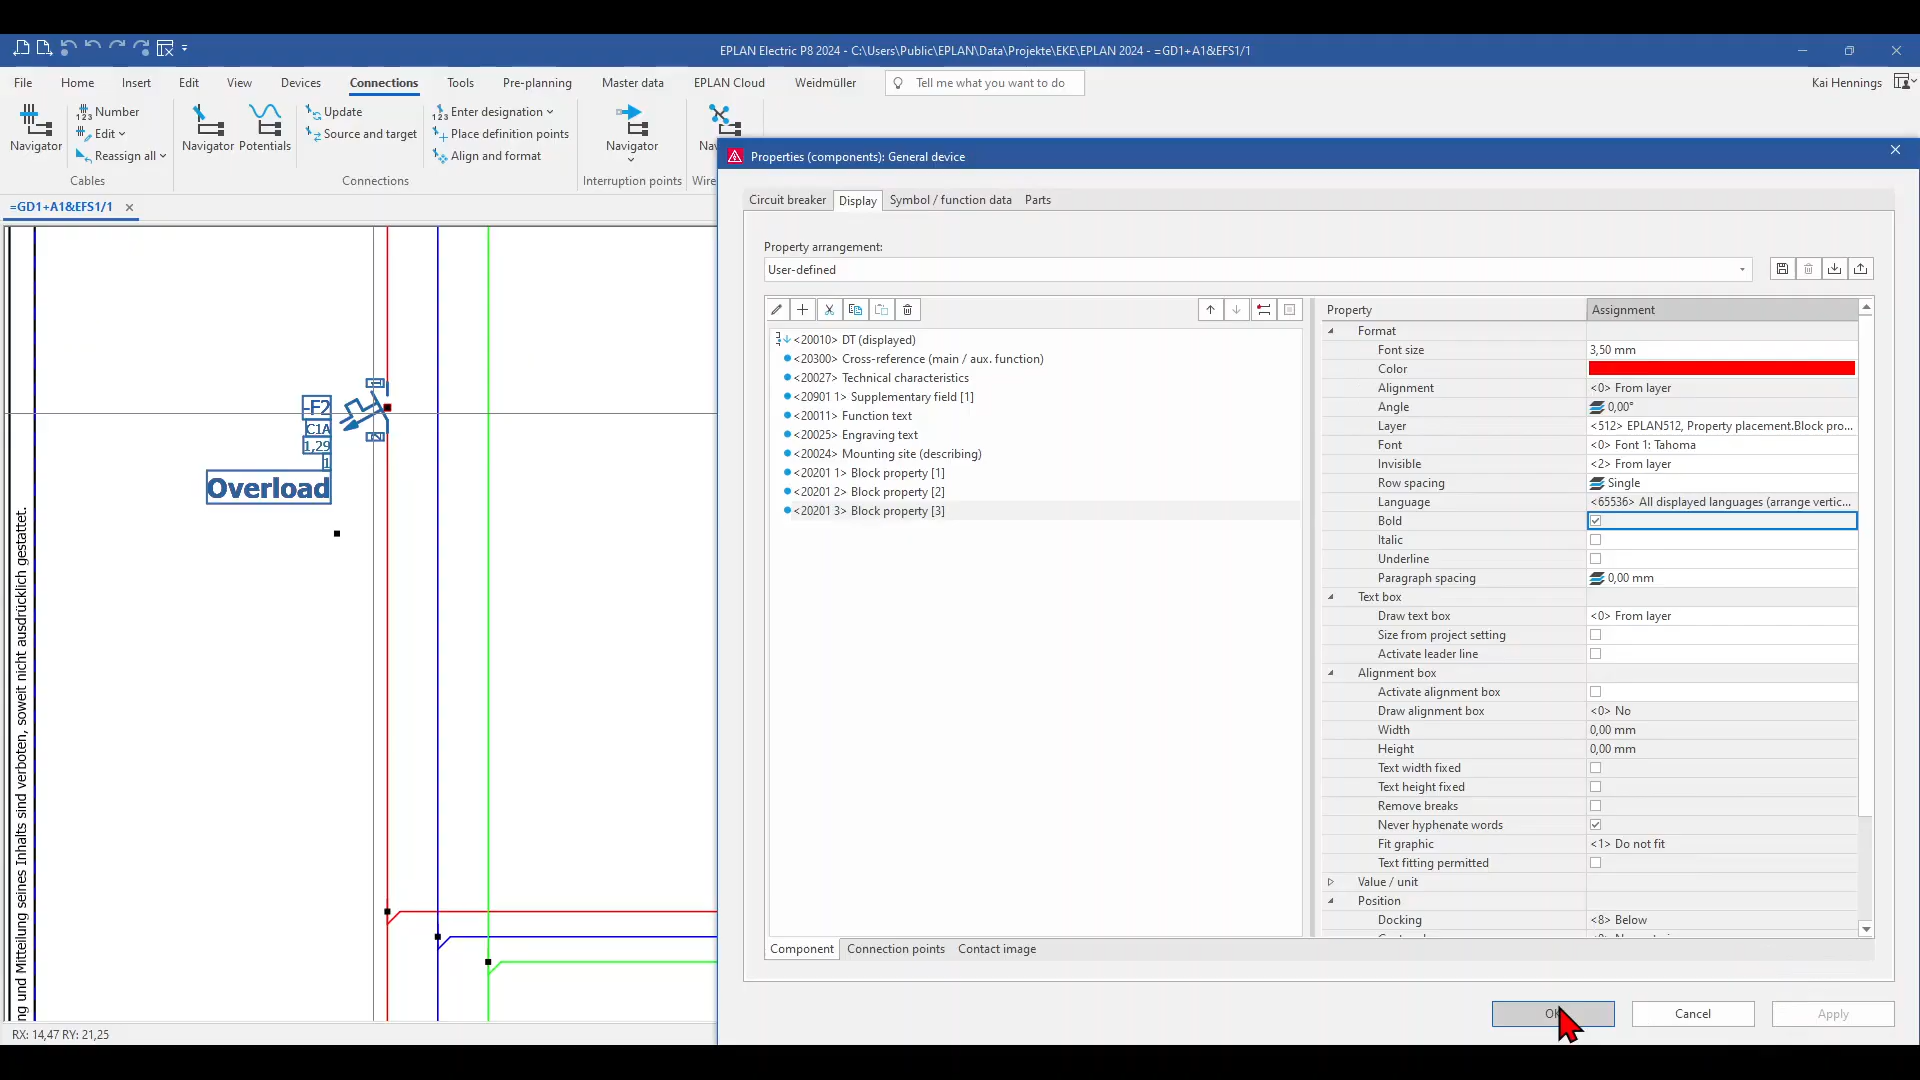 EPLAN Electric P8 2024 - C:\Users\Public\EPLAN\Data\Projekte\EKE\EPLAN 2024 - =GD1+A1&EFS1/1
File Home Insert Edit View Devices Connections Tools Pre-planning Master data EPLAN Cloud Weidmüller Tell me what you want to do Kai Hennings
Navigator
Number
Edit
Reassign all
Cables
Navigator
Potentials
Update
Source and target
Enter designation
Place definition points
Align and format
Connections
Navigator
Interruption points
=GD1+A1&EFS1/1
-F2
C1A
1,29
1
Overload
ng und Mitteilung seines Inhalts sind verboten, soweit nicht ausdrücklich gestattet.
RX: 14,47 RY: 21,25
Properties (components): General device
Circuit breaker Display Symbol / function data Parts
Property arrangement:
User-defined
<20010> DT (displayed)
<20300> Cross-reference (main / aux. function)
<20027> Technical characteristics
<20901 1> Supplementary field [1]
<20011> Function text
<20025> Engraving text
<20024> Mounting site (describing)
<20201 1> Block property [1]
<20201 2> Block property [2]
<20201 3> Block property [3]
Property Assignment
Format
Font size 3,50 mm
Color
Alignment <0> From layer
Angle 0,00°
Layer <512> EPLAN512, Property placement.Block pro...
Font <0> Font 1: Tahoma
Invisible <2> From layer
Row spacing Single
Language <65536> All displayed languages (arrange vertic...
Bold
Italic
Underline
Paragraph spacing 0,00 mm
Text box
Draw text box <0> From layer
Size from project setting
Activate leader line
Alignment box
Activate alignment box
Draw alignment box <0> No
Width 0,00 mm
Height 0,00 mm
Text width fixed
Text height fixed
Remove breaks
Never hyphenate words
Fit graphic <1> Do not fit
Text fitting permitted
Value / unit
Position
Docking <8> Below
Component Connection points Contact image
Cancel Apply